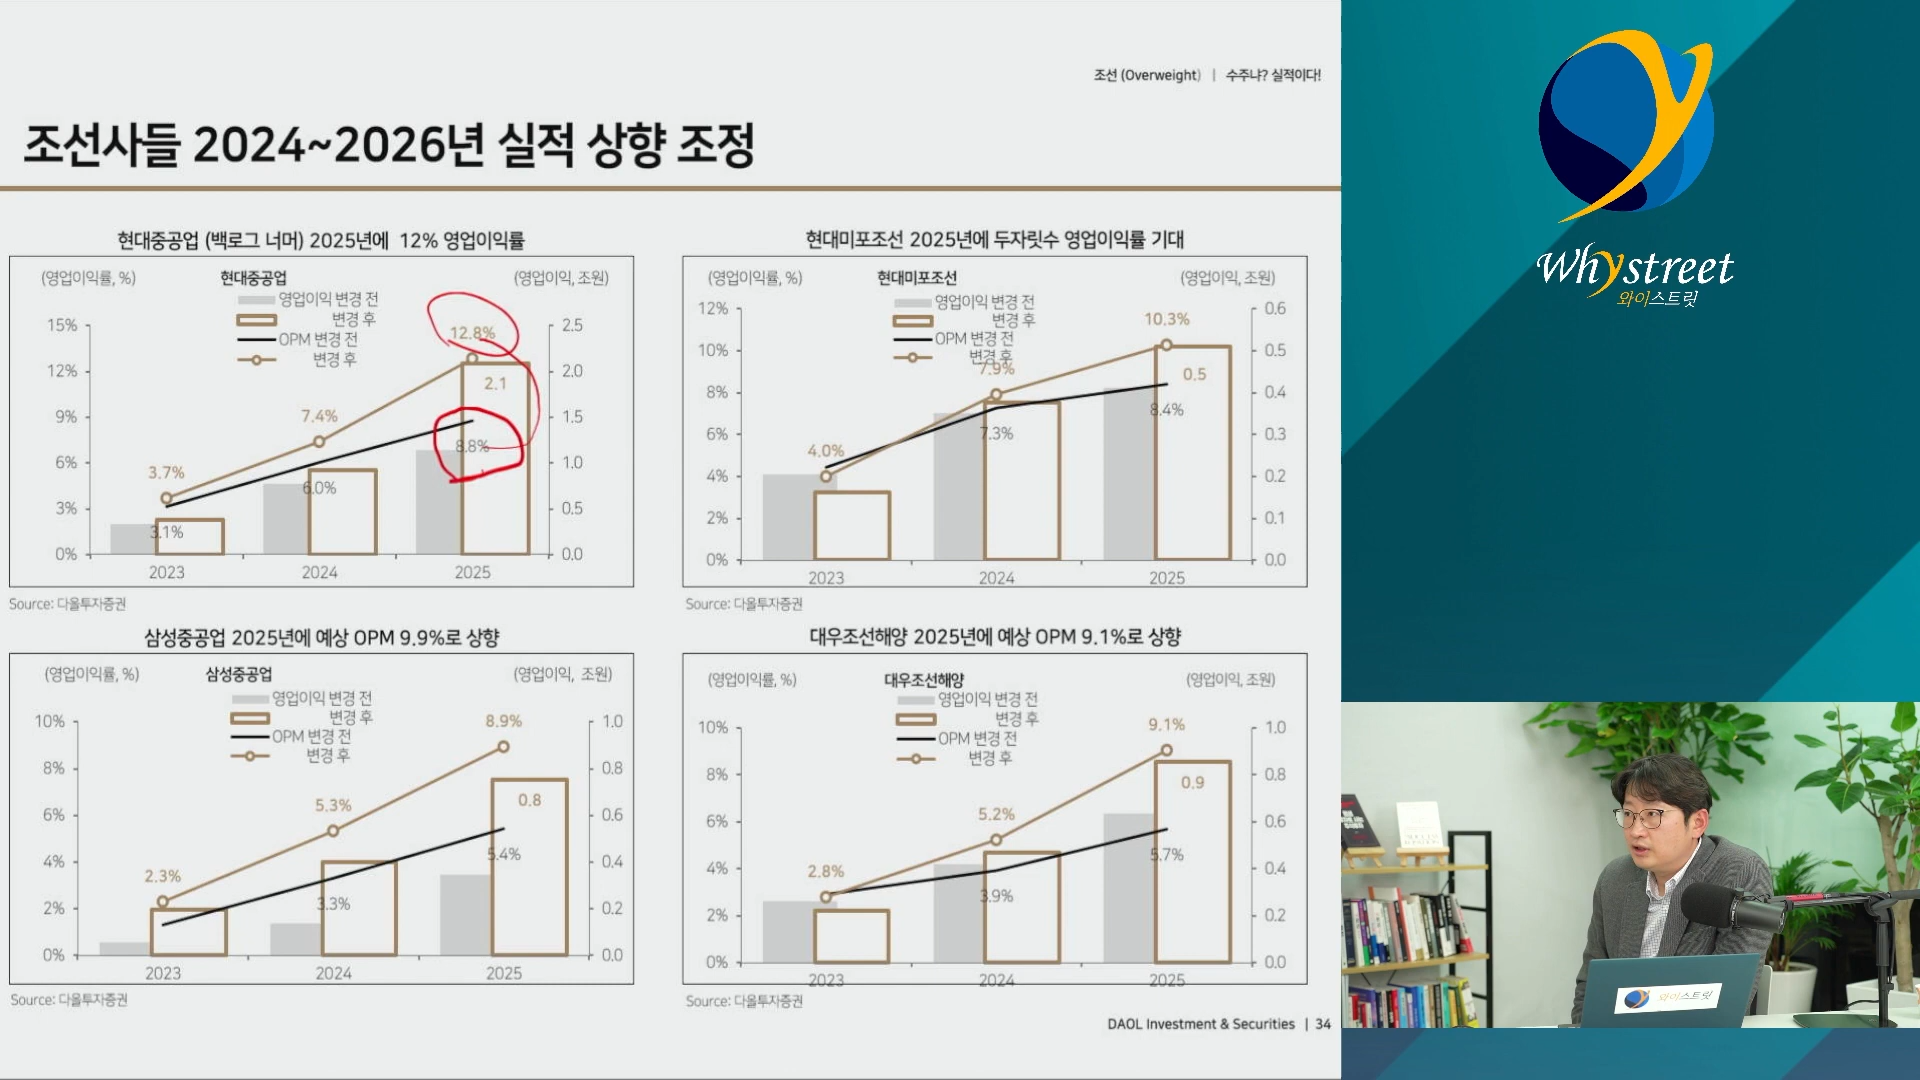 조선 (Overweight) | 수주냐? 실적이다!
조선사들 2024~2026년 실적 상향 조정
현대중공업 (백로그 너머) 2025년에 12% 영업이익률
(영업이익률, %)
현대중공업
(영업이익, 조원)
영업이익 변경 전
변경 후
OPM 변경 전
변경 후
15%
12%
9%
6%
3%
0%
2.5
2.0
1.5
1.0
0.5
0.0
3.7%
7.4%
12.8%
2.1
3.1%
6.0%
8.8%
2023
2024
2025
Source: 다올투자증권
현대미포조선 2025년에 두자릿수 영업이익률 기대
(영업이익률, %)
현대미포조선
(영업이익, 조원)
영업이익 변경 전
변경 후
OPM 변경 전
변경 후
12%
10%
8%
6%
4%
2%
0%
0.6
0.5
0.4
0.3
0.2
0.1
0.0
4.0%
7.9%
10.3%
0.5
7.3%
8.4%
2023
2024
2025
Source: 다올투자증권
삼성중공업 2025년에 예상 OPM 9.9%로 상향
(영업이익률, %)
삼성중공업
(영업이익, 조원)
영업이익 변경 전
변경 후
OPM 변경 전
변경 후
10%
8%
6%
4%
2%
0%
1.0
0.8
0.6
0.4
0.2
0.0
2.3%
5.3%
8.9%
0.8
3.3%
5.4%
2023
2024
2025
Source: 다올투자증권
대우조선해양 2025년에 예상 OPM 9.1%로 상향
(영업이익률, %)
대우조선해양
(영업이익, 조원)
영업이익 변경 전
변경 후
OPM 변경 전
변경 후
10%
8%
6%
4%
2%
0%
1.0
0.8
0.6
0.4
0.2
0.0
2.8%
5.2%
9.1%
0.9
3.9%
5.7%
2023
2024
2025
Source: 다올투자증권
DAOL Investment & Securities | 34
Whystreet
와이스트릿
와이스트릿